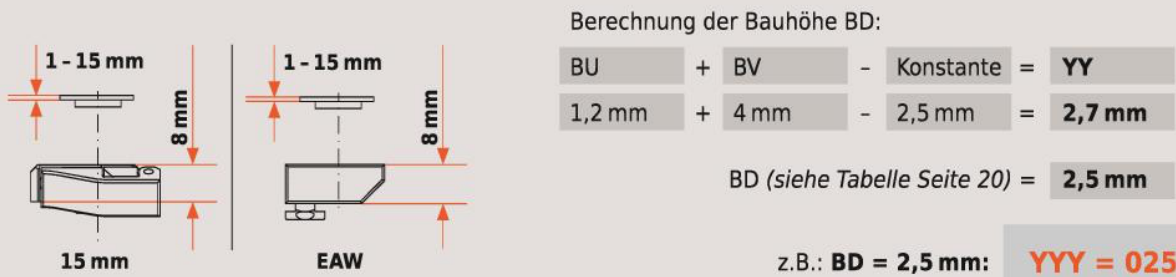 1 – 15 mm
8 mm
15 mm
1 – 15 mm
8 mm
EAW
Berechnung der Bauhöhe BD:
BU + BV – Konstante = YY
1,2 mm + 4 mm – 2,5 mm = 2,7 mm
BD (siehe Tabelle Seite 20) = 2,5 mm
z.B.: BD = 2,5 mm: YYY = 025